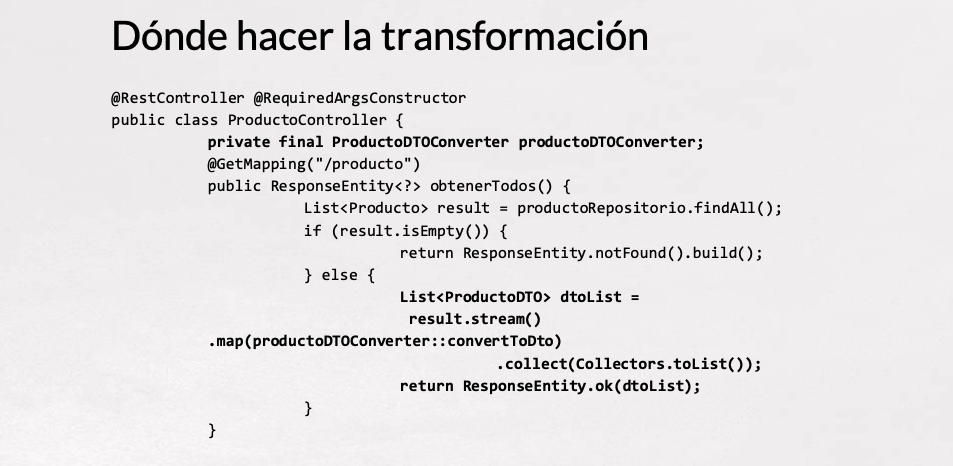 Dónde hacer la transformación
@RestController @RequiredArgsConstructor
public class ProductoController {
private final ProductoDTOConverter productoDTOConverter;
@GetMapping("/producto")
public ResponseEntity<?> obtenerTodos() {
List<Producto> result = productoRepositorio.findAll();
if (result.isEmpty()) {
return ResponseEntity.notFound().build();
} else {
List<ProductoDTO> dtoList =
result.stream()
.map(productoDTOConverter::convertToDto)
.collect(Collectors.toList());
return ResponseEntity.ok(dtoList);
}
}